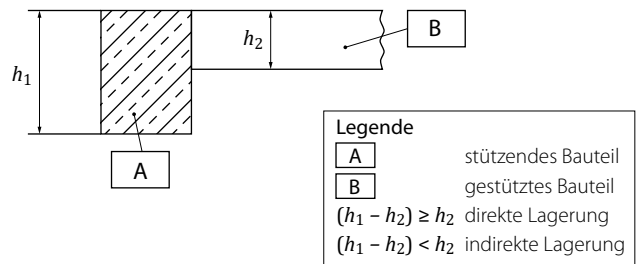 h₁
h₂
B
A
Legende
A stützendes Bauteil
B gestütztes Bauteil
(h₁ – h₂) ≥ h₂ direkte Lagerung
(h₁ – h₂) < h₂ indirekte Lagerung